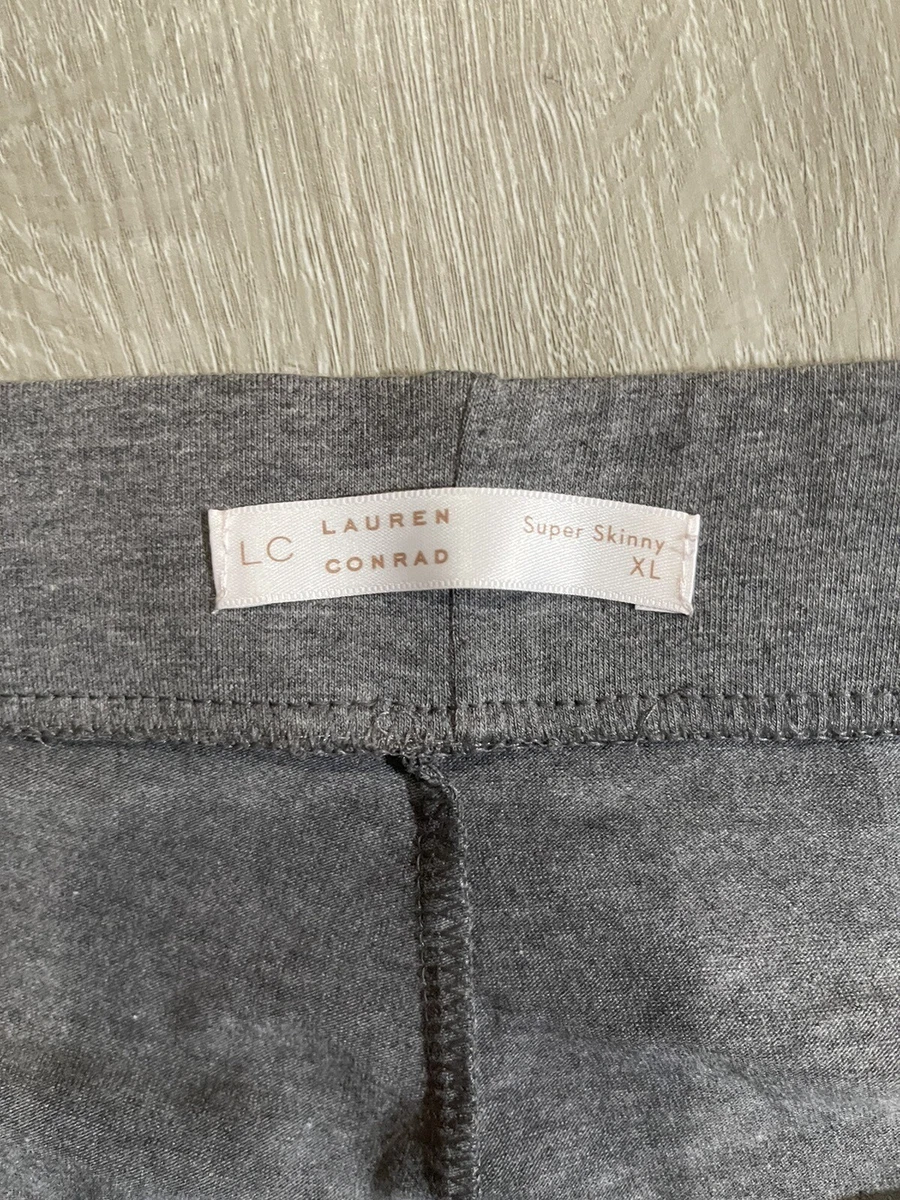 LC
LAUREN
CONRAD
Super Skinny
XL